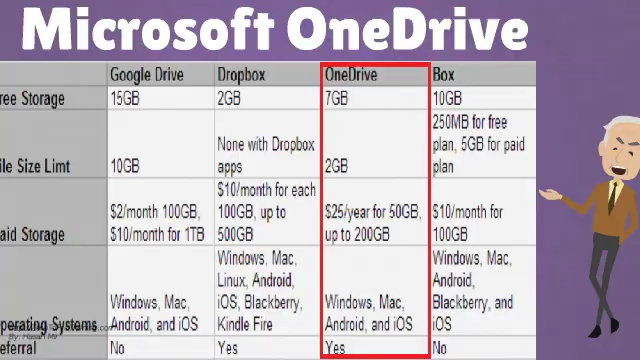 Microsoft OneDrive
Google Drive Dropbox OneDrive Box
ree Storage 15GB 2GB 7GB 10GB
ile Size Limt 10GB None with Dropbox apps 2GB 250MB for free plan, 5GB for paid plan
aid Storage $2/month 100GB, $10/month for 1TB $10/month for each 100GB, up to 500GB $25/year for 50GB, up to 200GB $10/month for 100GB
perating Systems Windows, Mac, Android, and iOS Windows, Mac, Linux, Android, iOS, Blackberry, Kindle Fire Windows, Mac, Android, and iOS Windows, Mac, Android, Blackberry, and iOS
By: Hasan
eferral No Yes Yes No